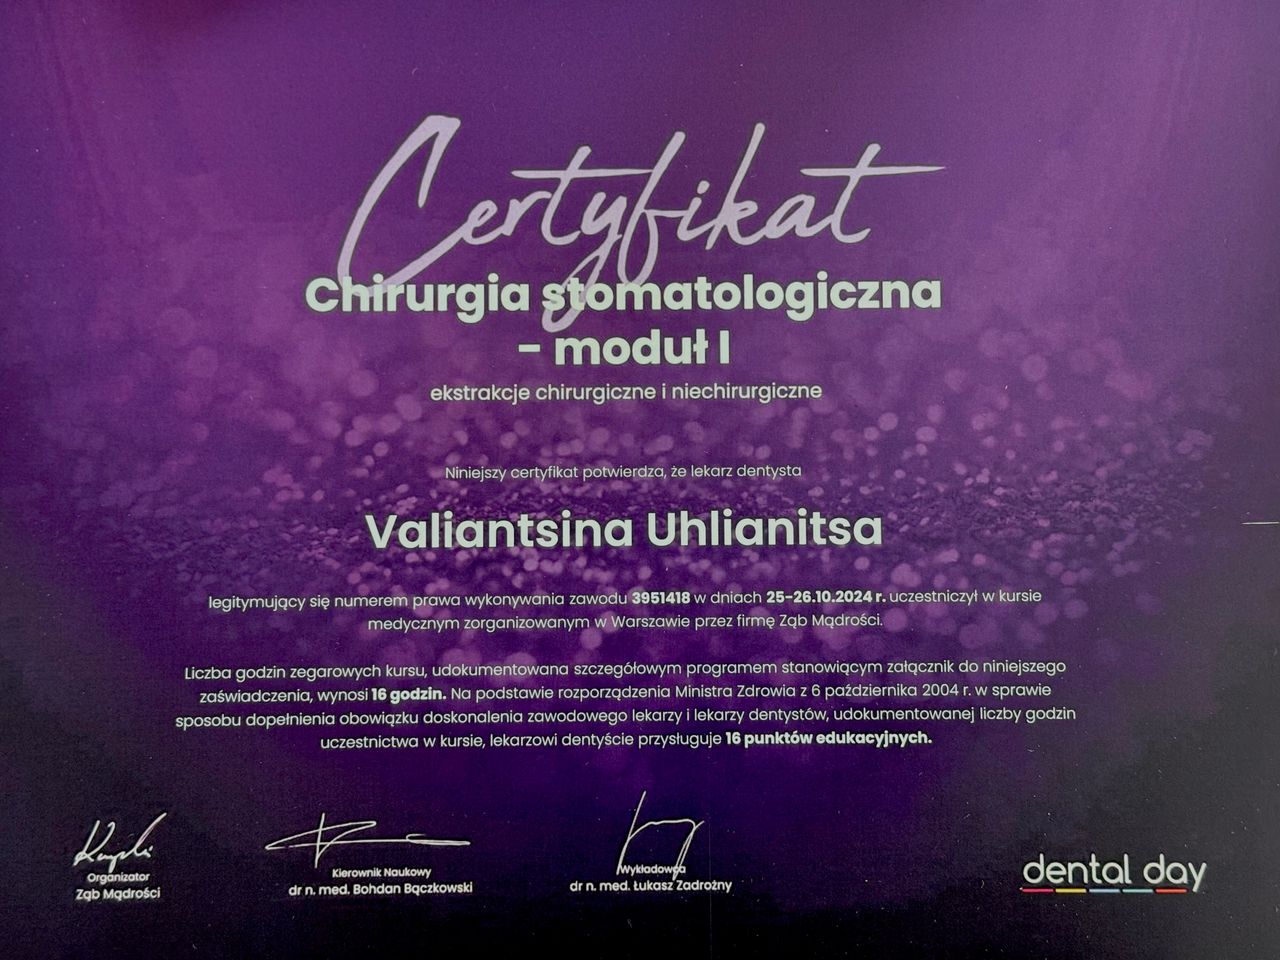 Certyfikat
Chirurgia stomatologiczna
- moduł I
ekstrakcje chirurgiczne i niechirurgiczne
Niniejszy certyfikat potwierdza, że lekarz dentysta
Valiantsina Uhlianitsa
legitymujący się numerem prawa wykonywania zawodu 3951418 w dniach 25-26.10.2024 r. uczestniczył w kursie
medycznym zorganizowanym w Warszawie przez firmę Ząb Mądrości.
Liczba godzin zegarowych kursu, udokumentowana szczegółowym programem stanowiącym załącznik do niniejszego
zaświadczenia, wynosi 16 godzin. Na podstawie rozporządzenia Ministra Zdrowia z 6 października 2004 r. w sprawie
sposobu dopełnienia obowiązku doskonalenia zawodowego lekarzy i lekarzy dentystów, udokumentowanej liczby godzin
uczestnictwa w kursie, lekarzowi dentyście przysługuje 16 punktów edukacyjnych.
Organizator
Ząb Mądrości
Kierownik Naukowy
dr n. med. Bohdan Bączkowski
Wykładowca
dr n. med. Łukasz Zadrożny
dental day